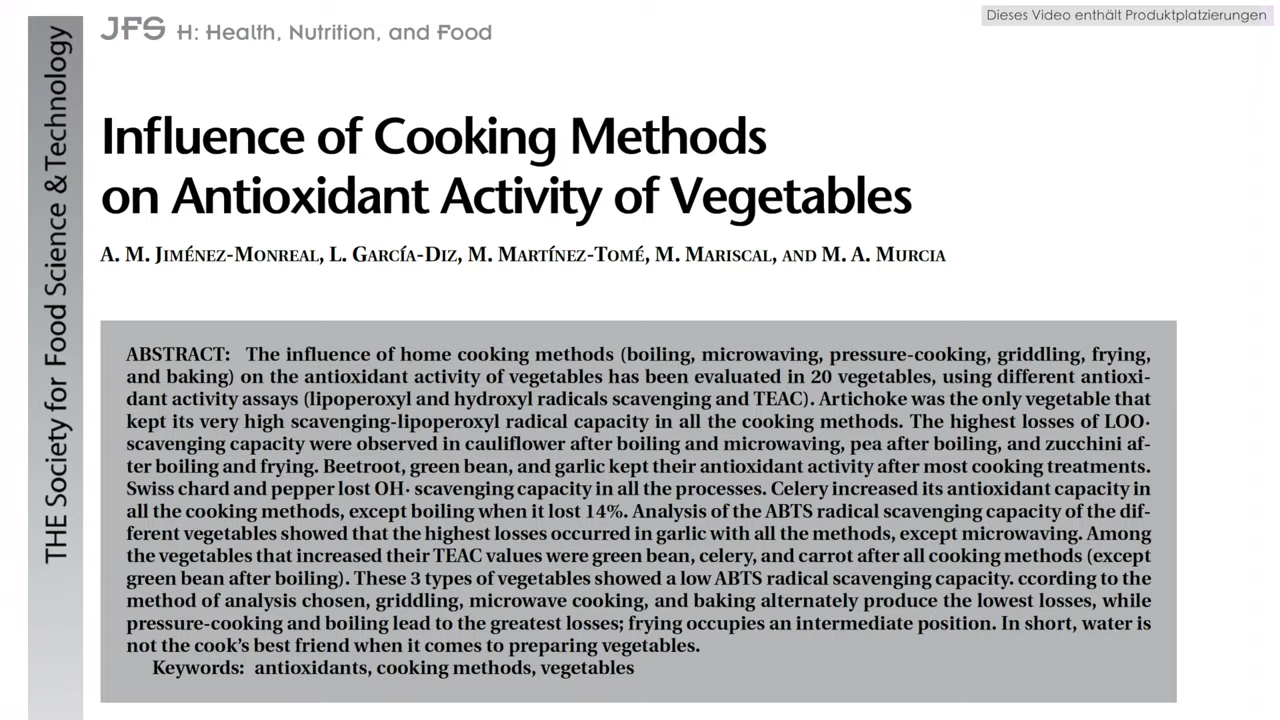 Dieses Video enthält Produktplatzierungen
JFS H: Health, Nutrition, and Food
THE Society for Food Science & Technology
Influence of Cooking Methods
on Antioxidant Activity of Vegetables
A. M. JIMÉNEZ-MONREAL, L. GARCÍA-DIZ, M. MARTÍNEZ-TOMÉ, M. MARISCAL, AND M. A. MURCIA
ABSTRACT: The influence of home cooking methods (boiling, microwaving, pressure-cooking, griddling, frying,
and baking) on the antioxidant activity of vegetables has been evaluated in 20 vegetables, using different antioxi-
dant activity assays (lipoperoxyl and hydroxyl radicals scavenging and TEAC). Artichoke was the only vegetable that
kept its very high scavenging-lipoperoxyl radical capacity in all the cooking methods. The highest losses of LOO·
scavenging capacity were observed in cauliflower after boiling and microwaving, pea after boiling, and zucchini af-
ter boiling and frying. Beetroot, green bean, and garlic kept their antioxidant activity after most cooking treatments.
Swiss chard and pepper lost OH· scavenging capacity in all the processes. Celery increased its antioxidant capacity in
all the cooking methods, except boiling when it lost 14%. Analysis of the ABTS radical scavenging capacity of the dif-
ferent vegetables showed that the highest losses occurred in garlic with all the methods, except microwaving. Among
the vegetables that increased their TEAC values were green bean, celery, and carrot after all cooking methods (except
green bean after boiling). These 3 types of vegetables showed a low ABTS radical scavenging capacity. ccording to the
method of analysis chosen, griddling, microwave cooking, and baking alternately produce the lowest losses, while
pressure-cooking and boiling lead to the greatest losses; frying occupies an intermediate position. In short, water is
not the cook's best friend when it comes to preparing vegetables.
Keywords: antioxidants, cooking methods, vegetables